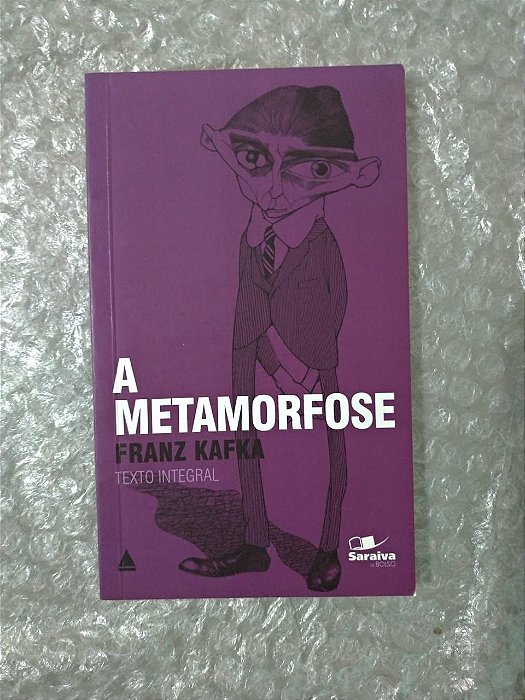 A
METAMORFOSE
FRANZ KAFKA
TEXTO INTEGRAL
Saraiva
DE BOLSO